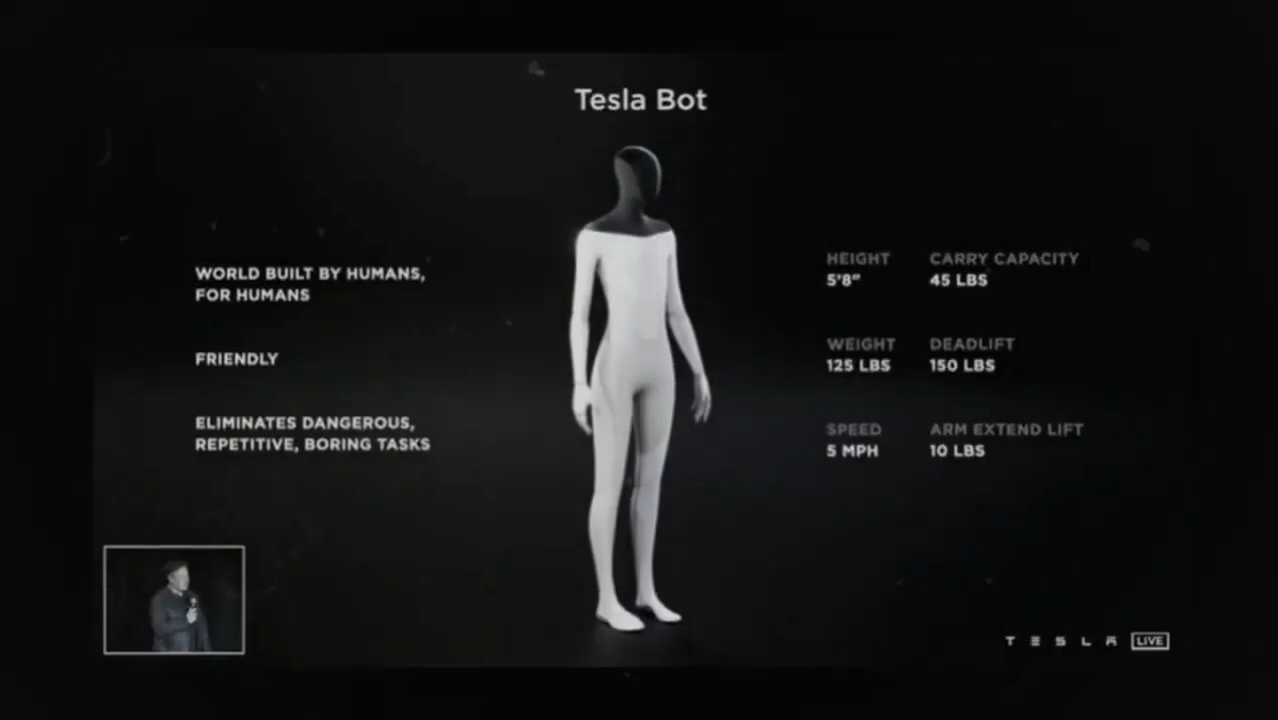 Tesla Bot
WORLD BUILT BY HUMANS,
FOR HUMANS
FRIENDLY
ELIMINATES DANGEROUS,
REPETITIVE, BORING TASKS
HEIGHT
5'8"
CARRY CAPACITY
45 LBS
WEIGHT
125 LBS
DEADLIFT
150 LBS
SPEED
5 MPH
ARM EXTEND LIFT
10 LBS
TESLA LIVE